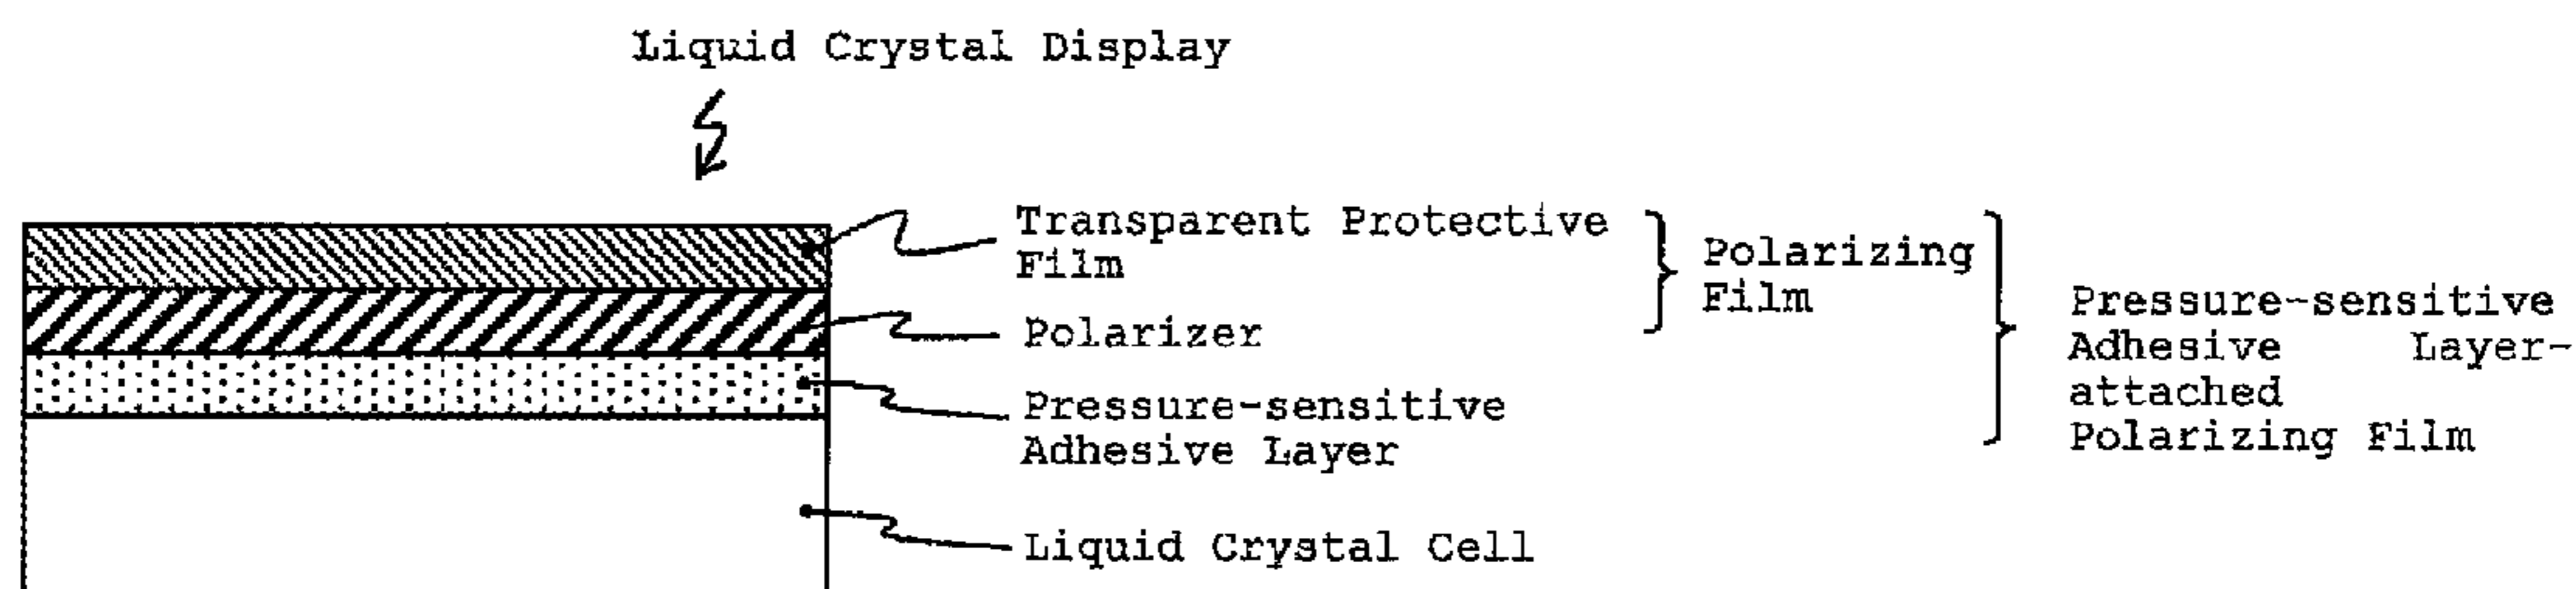 Liquid Crystal Display
Transparent Protective
Film
Polarizer
Pressure-sensitive
Adhesive Layer
Liquid Crystal Cell
Polarizing
Film
Pressure-sensitive
Adhesive Layer-
attached
Polarizing Film